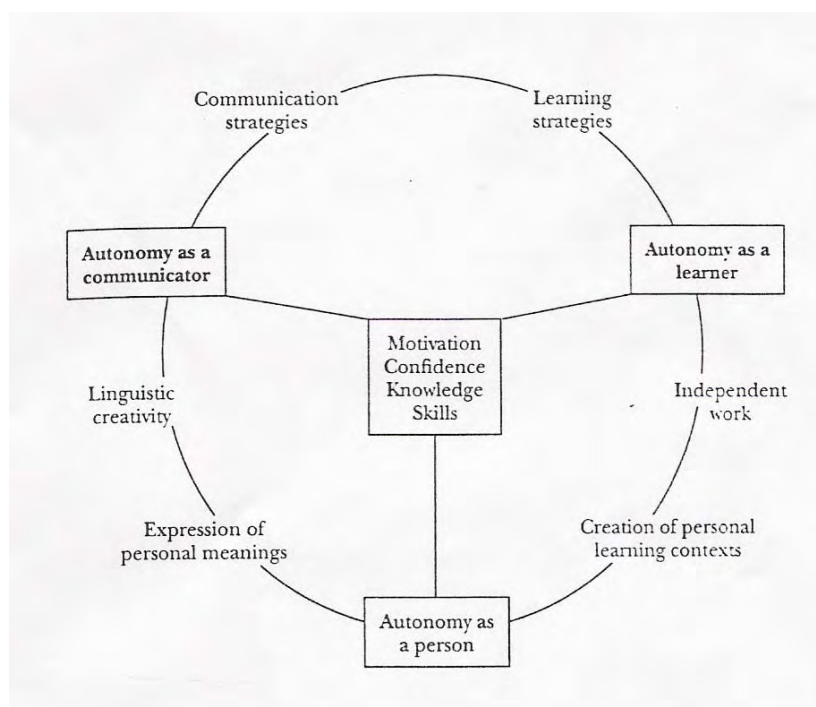 Communication
strategies
Learning
strategies
Autonomy as a
communicator
Autonomy as a
learner
Motivation
Confidence
Knowledge
Skills
Linguistic
creativity
Independent
work
Expression of
personal meanings
Creation of personal
learning contexts
Autonomy as
a person